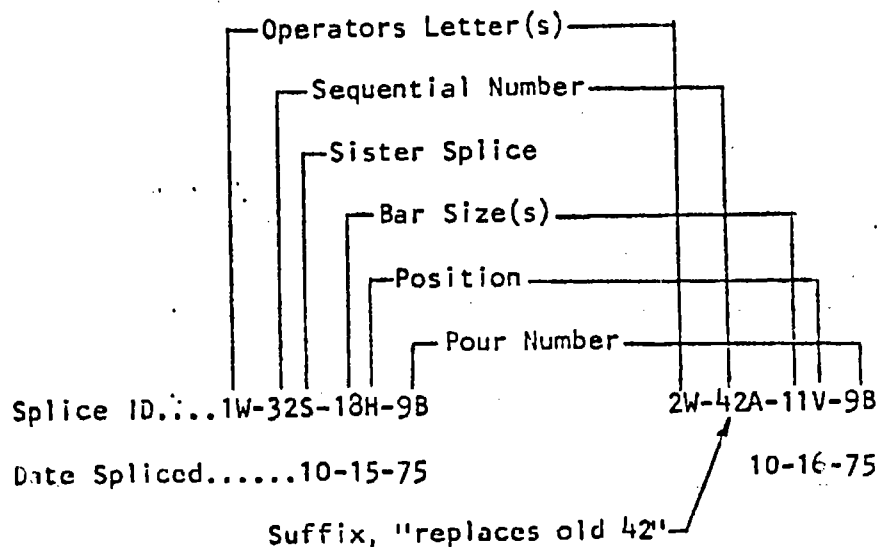 Operators Letter(s)
Sequential Number
Sister Splice
Bar Size(s)
Position
Pour Number
Splice ID.....1W-32S-18H-9B 2W-42A-11V-9B
Date Spliced......10-15-75 10-16-75
Suffix, "replaces old 42"